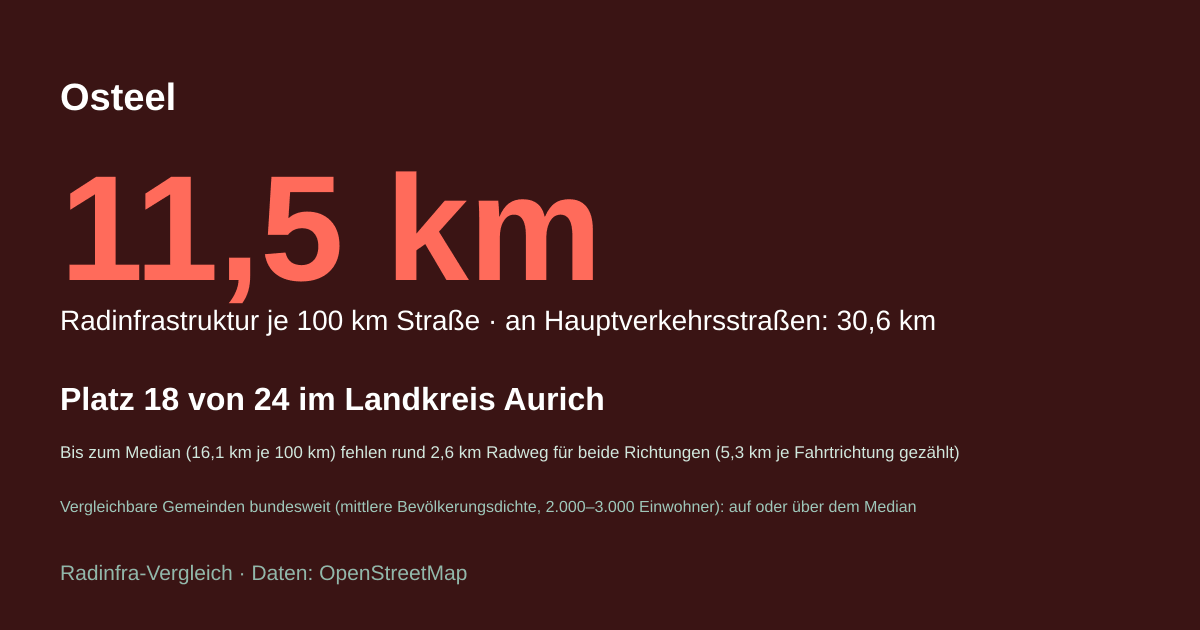 Osteel
11,5 km
Radinfrastruktur je 100 km Straße · an Hauptverkehrsstraßen: 30,6 km
Platz 18 von 24 im Landkreis Aurich
Bis zum Median (16,1 km je 100 km) fehlen rund 2,6 km Radweg für beide Richtungen (5,3 km je Fahrtrichtung gezählt)
Vergleichbare Gemeinden bundesweit (mittlere Bevölkerungsdichte, 2.000–3.000 Einwohner): auf oder über dem Median
Radinfra-Vergleich · Daten: OpenStreetMap